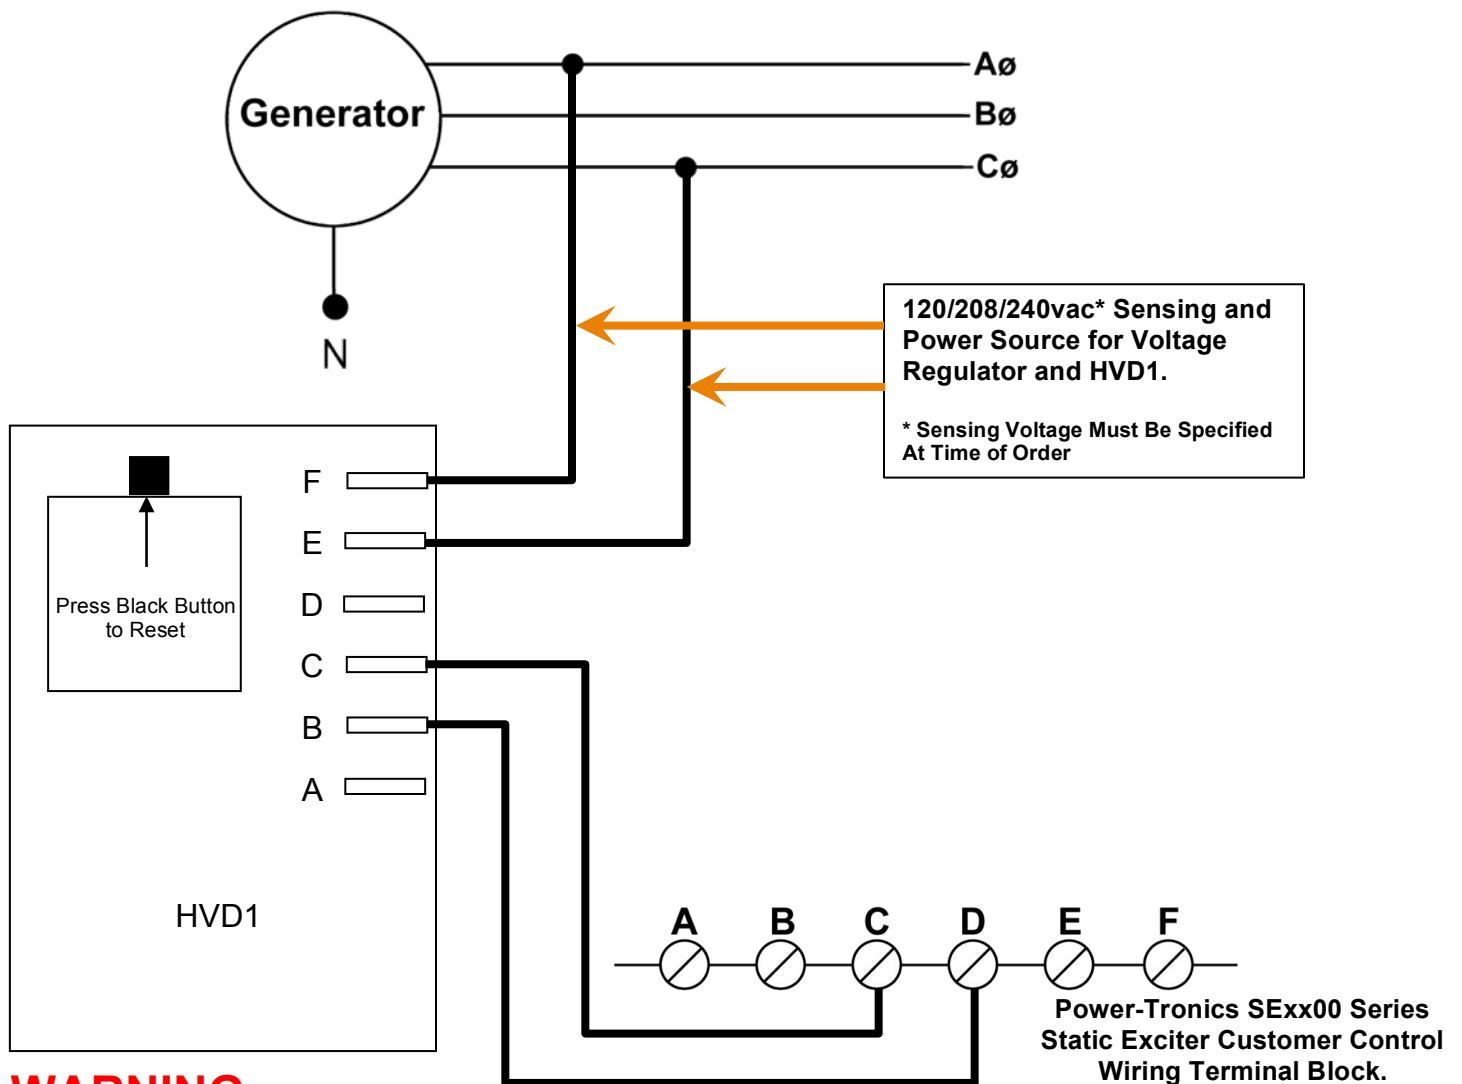 Generator
Aø
Bø
Cø
N
120/208/240vac* Sensing and
Power Source for Voltage
Regulator and HVD1.
* Sensing Voltage Must Be Specified
At Time of Order
Press Black Button
to Reset
F
E
D
C
B
A
HVD1
A B C D E F
Power-Tronics SExx00 Series
Static Exciter Customer Control
Wiring Terminal Block.
WARNING